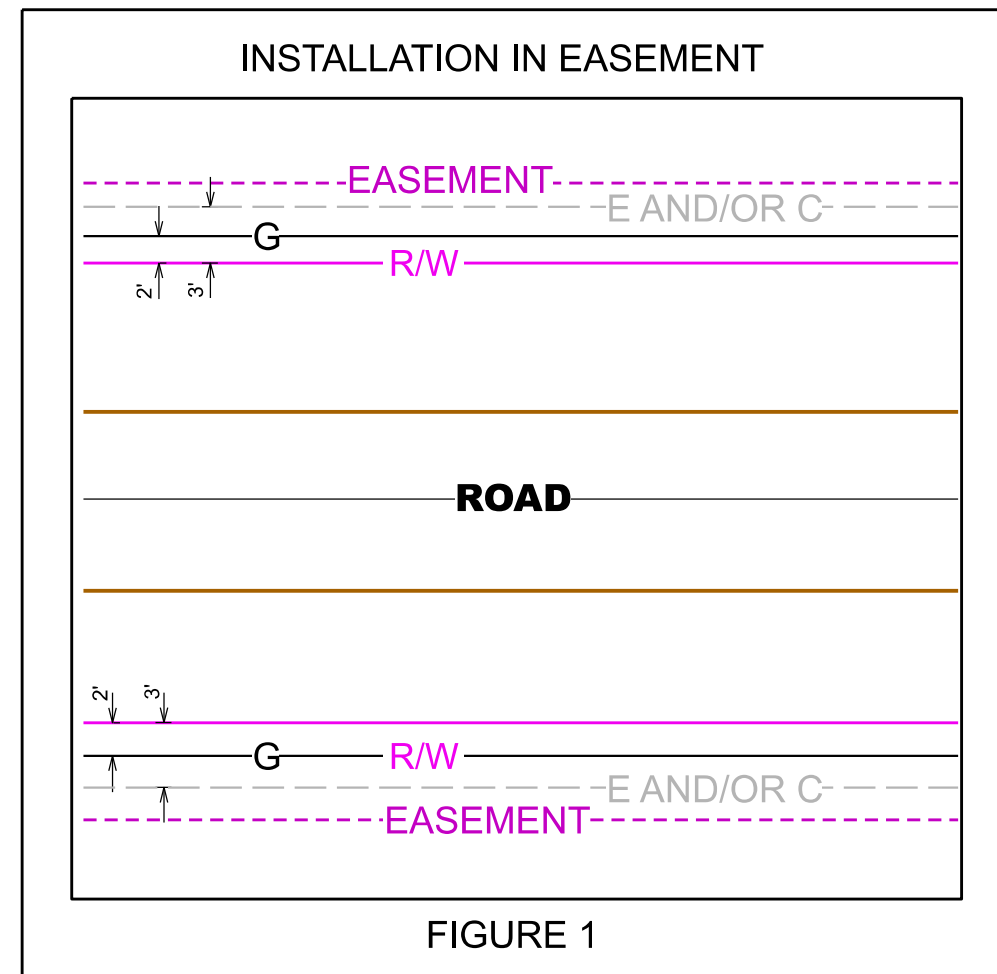 INSTALLATION IN EASEMENT
EASEMENT
E AND/OR C
G
R/W
2' 3'
ROAD
2' 3'
G R/W
E AND/OR C
EASEMENT
FIGURE 1